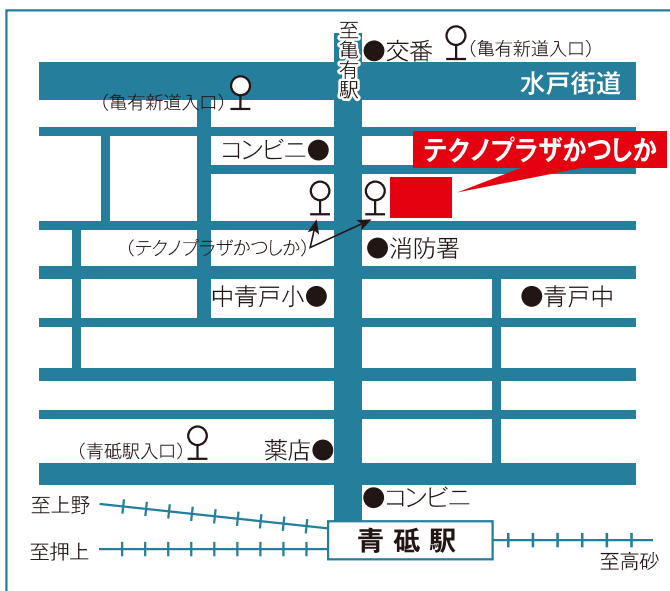 至亀有駅
交番
(亀有新道入口)
水戸街道
(亀有新道入口)
コンビニ
テクノプラザかつしか
(テクノプラザかつしか)
消防署
中青戸小
青戸中
(青砥駅入口)
薬店
コンビニ
至上野
青砥駅
至押上
至高砂